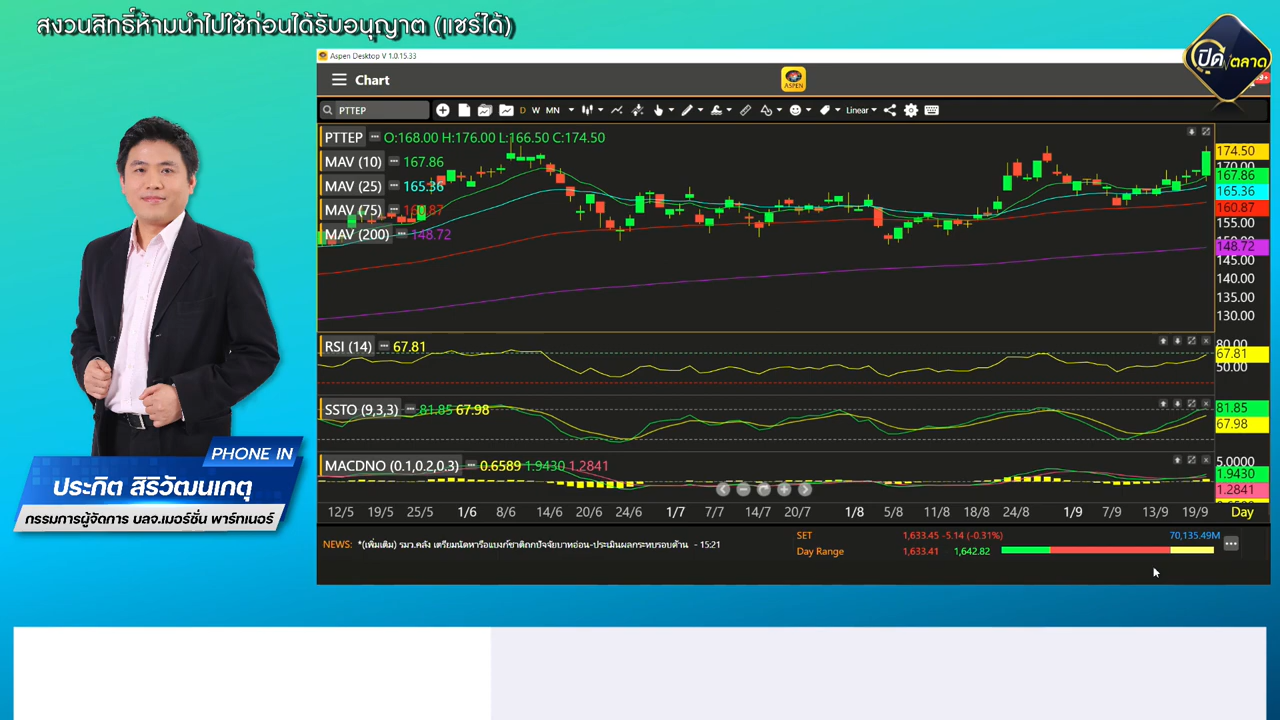 สงวนสิทธิ์ห้ามนำไปใช้ก่อนได้รับอนุญาต (แชร์ได้)
ปิดตลาด
Aspen Desktop V 1.0.15.33
Chart
ASPEN
PTTEP D W MN Linear
PTTEP O:168.00 H:176.00 L:166.50 C:174.50
MAV (10) 167.86
MAV (25) 165.36
MAV (75) 160.87
MAV (200) 148.72
174.50
170.00
167.86
165.36
160.87
155.00
148.72
145.00
140.00
135.00
130.00
RSI (14) 67.81
80.00
67.81
50.00
SSTO (9,3,3) 81.85 67.98
81.85
67.98
MACDNO (0.1,0.2,0.3) 0.6589 1.9430 1.2841
5.0000
1.9430
1.2841
12/5 19/5 25/5 1/6 8/6 16/6 24/6 1/7 7/7 14/7 20/7 1/8 5/8 11/8 18/8 24/8 1/9 7/9 13/9 19/9 Day
NEWS: *(เพิ่มเติม) รมว.คลัง เตรียมนัดหารือแบงก์ชาติถกปัจจัยบาทอ่อน-ประเมินผลกระทบรอบด้าน - 15:21
SET 1,633.45 -5.14 (-0.31%) 70,135.49M
Day Range 1,633.41 1,642.82
PHONE IN
ประกิต สิริวัฒนเกตุ
กรรมการผู้จัดการ บลจ.เมอร์ชั่น พาร์ทเนอร์